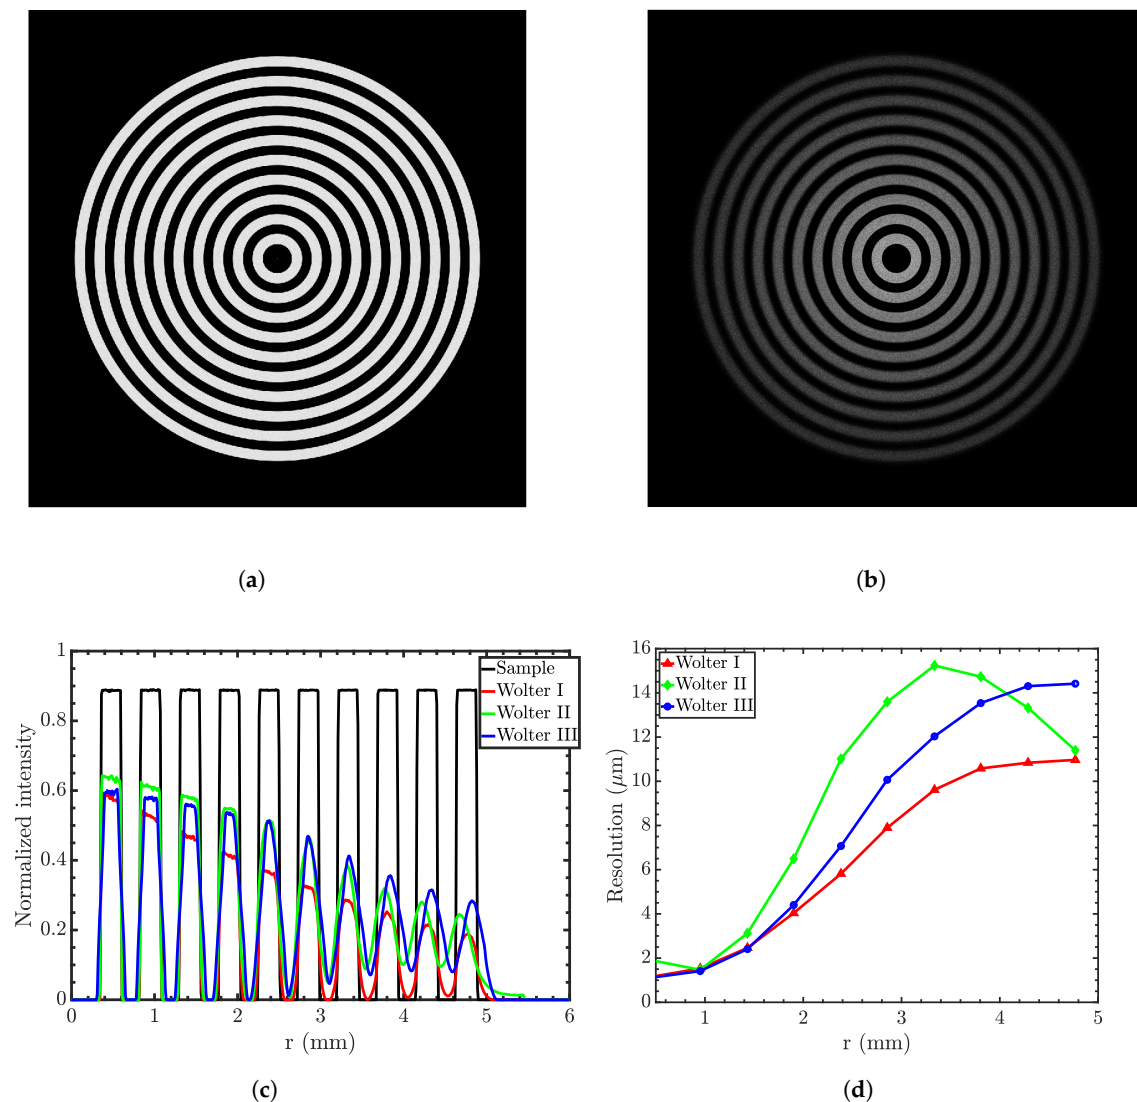 (a)
(b)
1
0.8
0.6
0.4
0.2
0
Normalized intensity
Sample
Wolter I
Wolter II
Wolter III
0 1 2 3 4 5 6
r (mm)
(c)
16
14
12
10
8
6
4
2
0
Resolution (μm)
Wolter I
Wolter II
Wolter III
1 2 3 4 5
r (mm)
(d)